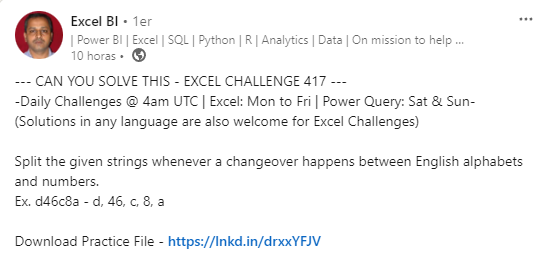 Excel BI • 1er
| Power BI | Excel | SQL | Python | R | Analytics | Data | On mission to help ...
10 horas •
--- CAN YOU SOLVE THIS - EXCEL CHALLENGE 417 ---
-Daily Challenges @ 4am UTC | Excel: Mon to Fri | Power Query: Sat & Sun-
(Solutions in any language are also welcome for Excel Challenges)
Split the given strings whenever a changeover happens between English alphabets
and numbers.
Ex. d46c8a - d, 46, c, 8, a
Download Practice File - https://lnkd.in/drxxYFJV